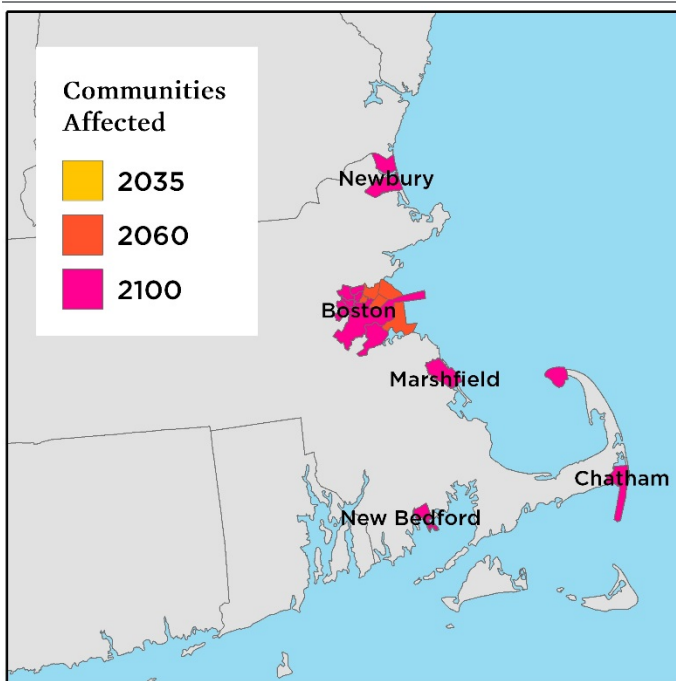 Communities
Affected
2035
2060
2100
Newbury
Boston
Marshfield
Chatham
New Bedford